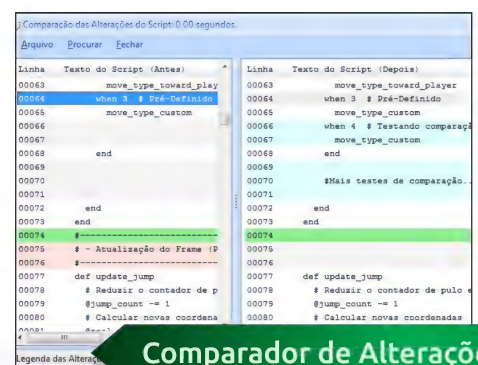 Comparação das Alterações do Script: 0.00 segundos.
Arquivo Procurar Fechar
Linha Texto do Script (Antes)
00063 move_type_toward_play
00064 when 3 # Pré-Definido
00065 move_type_custom
00066
00067
00068 end
00069
00070
00071
00072 end
00073 end
00074 #--------------------------
00075 # - Atualização do Frame (P
00076 #--------------------------
00077 def update_jump
00078 # Reduzir o contador de p
00079 @jump_count -= 1
00080 # Calcular novas coordena
Linha Texto do Script (Depois)
00063 move_type_toward_player
00064 when 3 # Pré-Definido
00065 move_type_custom
00066 when 4 # Testando comparaçã
00067 move_type_custom
00068 end
00069
00070 #Mais testes de comparação..
00071
00072 end
00073 end
00074
00075
00076
00077 def update_jump
00078 # Reduzir o contador de pulo e
00079 @jump_count -= 1
00080 # Calcular novas coordenadas
Legenda das Alteraç
Comparador de Alteraçõ